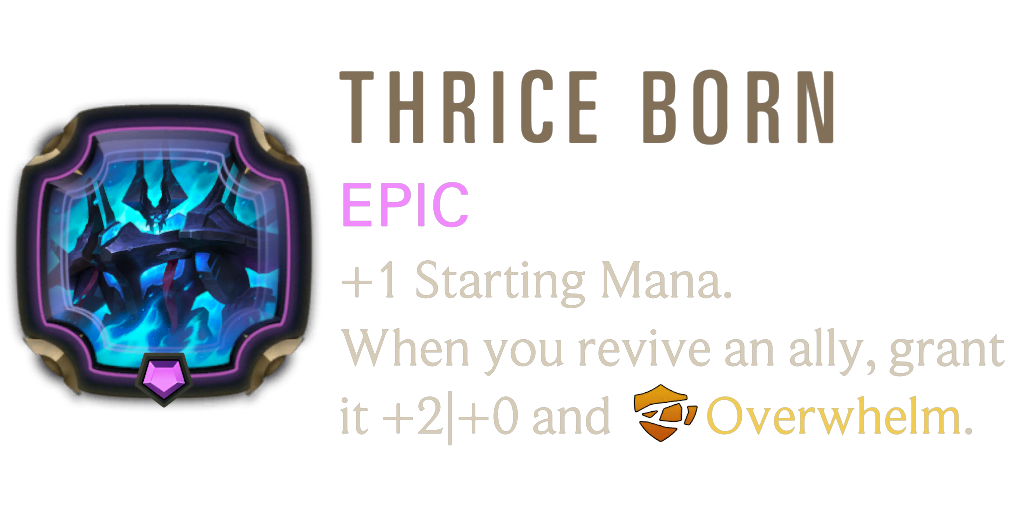 THRICE BORN
EPIC
+1 Starting Mana.
When you revive an ally, grant
it +2|+0 and Overwhelm.